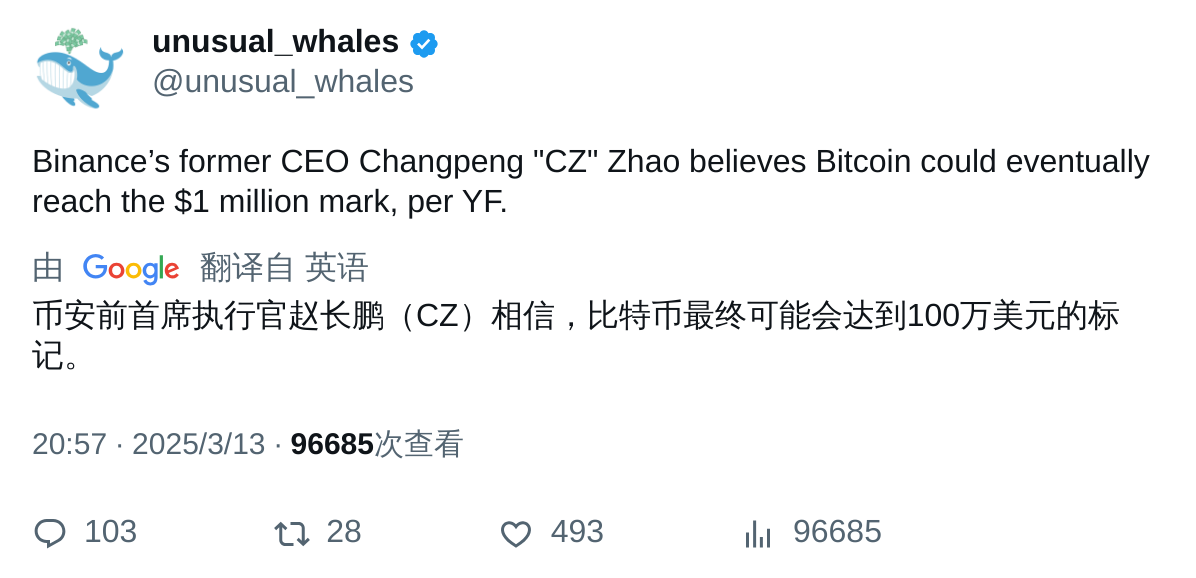 unusual_whales
@unusual_whales
Binance’s former CEO Changpeng "CZ" Zhao believes Bitcoin could eventually
reach the $1 million mark, per YF.
由 Google 翻译自 英语
币安前首席执行官赵长鹏（CZ）相信，比特币最终可能会达到100万美元的标
记。
20:57 · 2025/3/13 · 96685次查看
103 28 493 96685